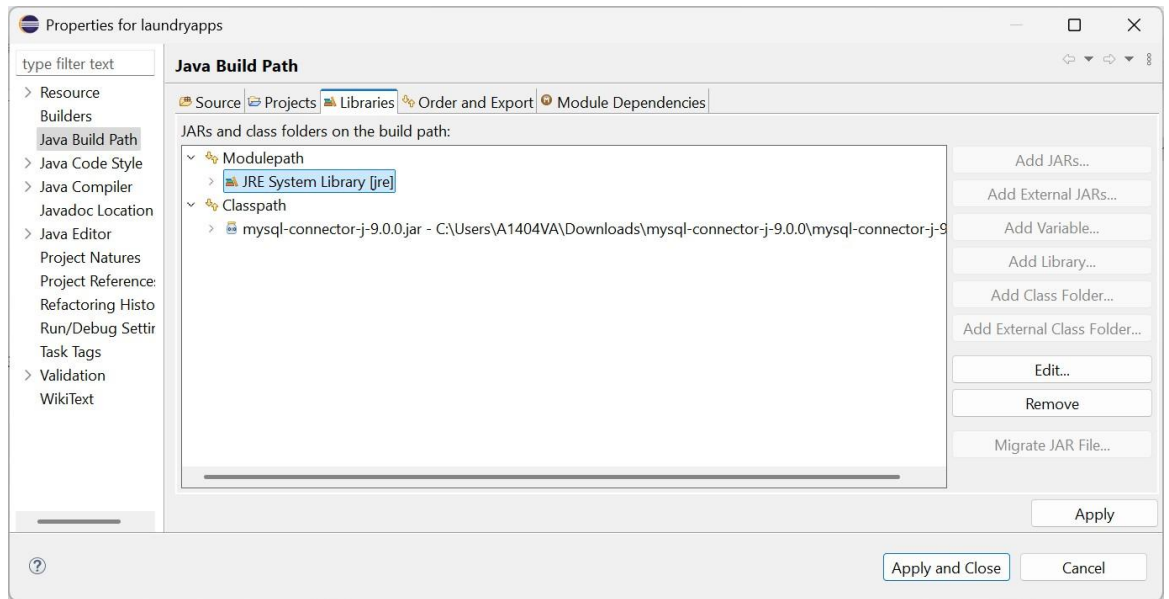 Properties for laundryapps
type filter text
Resource
Builders
Java Build Path
Java Code Style
Java Compiler
Javadoc Location
Java Editor
Project Natures
Project Reference:
Refactoring Histo
Run/Debug Settir
Task Tags
Validation
WikiText
Java Build Path
Source Projects Libraries Order and Export Module Dependencies
JARs and class folders on the build path:
Modulepath
JRE System Library [jre]
Classpath
mysql-connector-j-9.0.0.jar - C:\Users\A1404VA\Downloads\mysql-connector-j-9.0.0\mysql-connector-j-9
Add JARs...
Add External JARs...
Add Variable...
Add Library...
Add Class Folder...
Add External Class Folder...
Edit...
Remove
Migrate JAR File...
Apply
Apply and Close Cancel